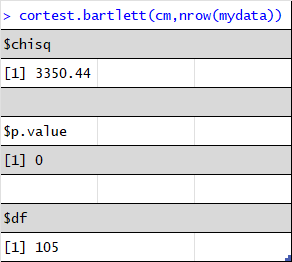 > cortest.bartlett(cm,nrow(mydata))
$chisq
[1] 3350.44
$p.value
[1] 0
$df
[1] 105